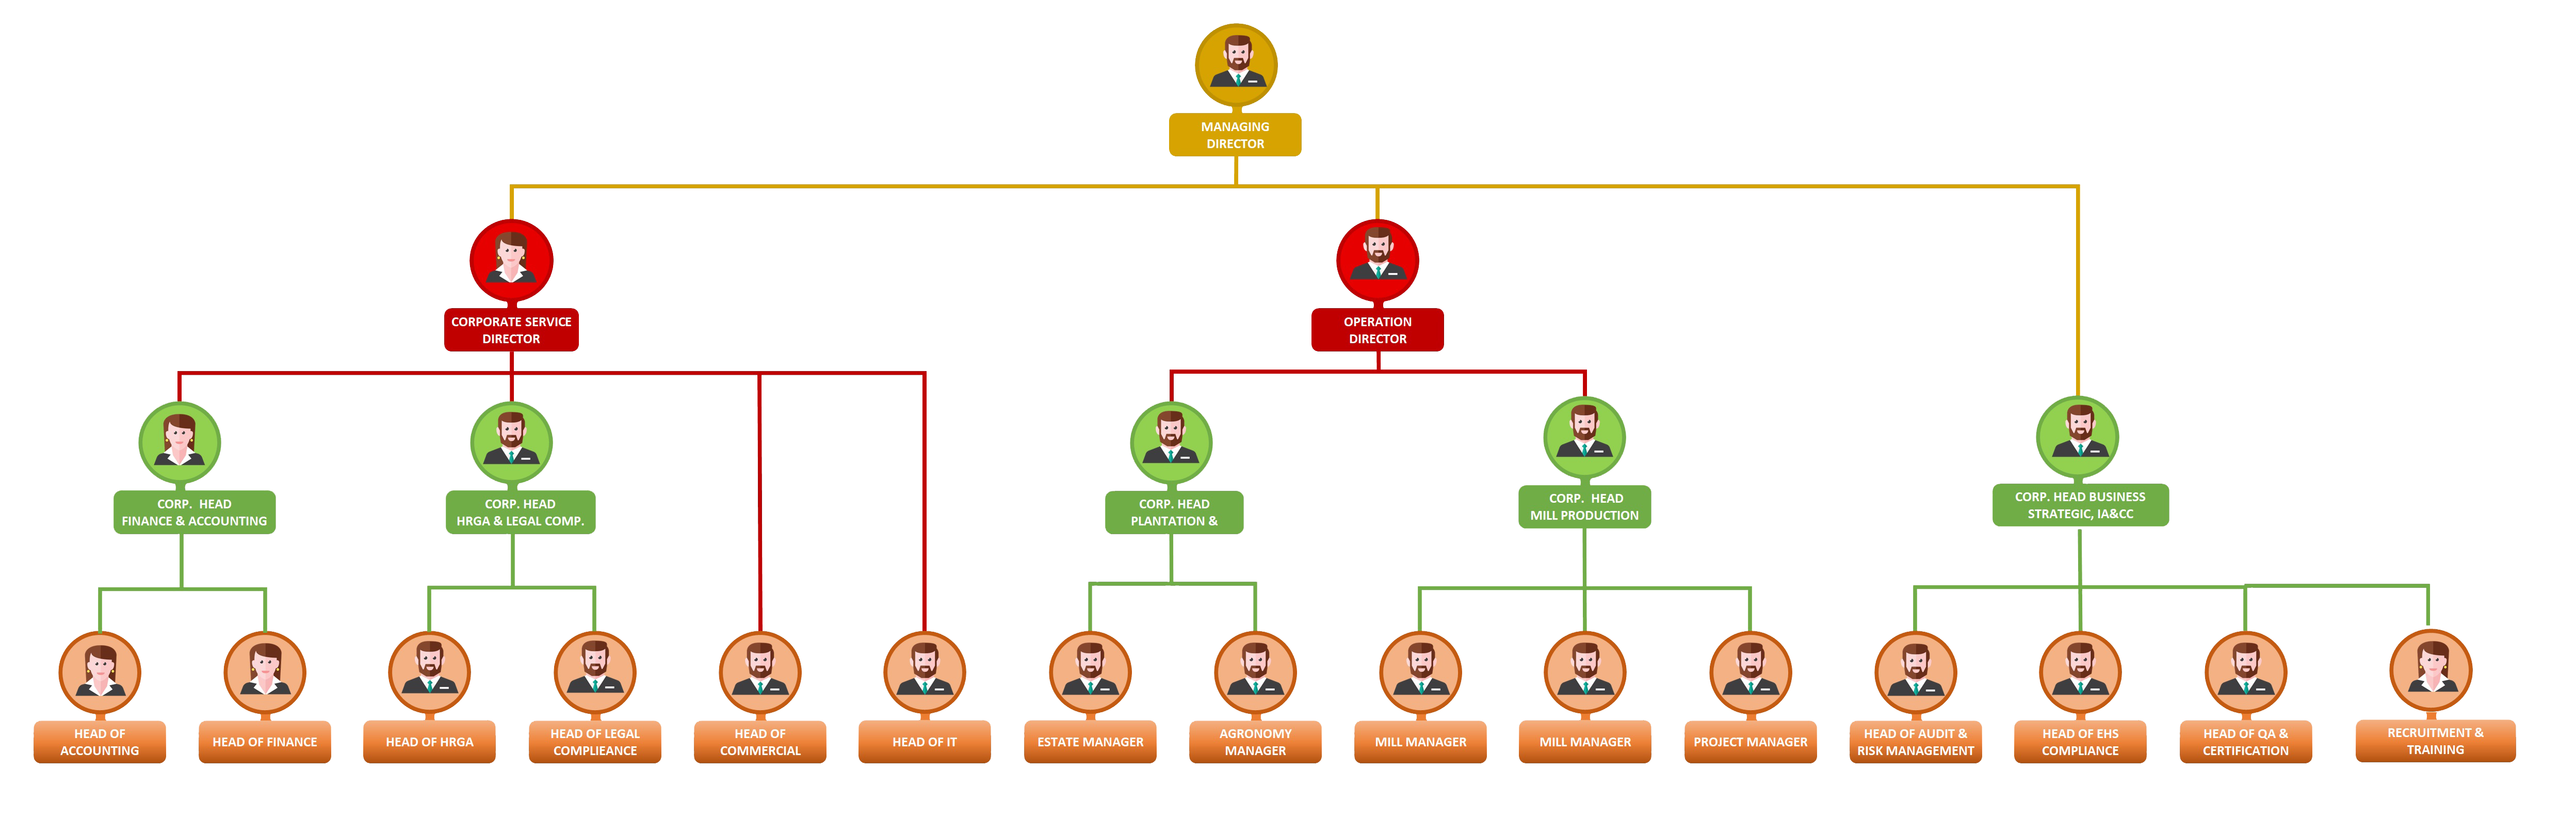 MANAGING
DIRECTOR
CORPORATE SERVICE
DIRECTOR
OPERATION
DIRECTOR
CORP.  HEAD
FINANCE & ACCOUNTING
CORP. HEAD
HRGA & LEGAL COMP.
CORP. HEAD
PLANTATION &
CORP.  HEAD
MILL PRODUCTION
CORP. HEAD BUSINESS
STRATEGIC, IA&CC
HEAD OF
ACCOUNTING
HEAD OF FINANCE
HEAD OF HRGA
HEAD OF LEGAL
COMPLIEANCE
HEAD OF
COMMERCIAL
HEAD OF IT
ESTATE MANAGER
AGRONOMY
MANAGER
MILL MANAGER
MILL MANAGER
PROJECT MANAGER
HEAD OF AUDIT &
RISK MANAGEMENT
HEAD OF EHS
COMPLIANCE
HEAD OF QA &
CERTIFICATION
RECRUITMENT &
TRAINING